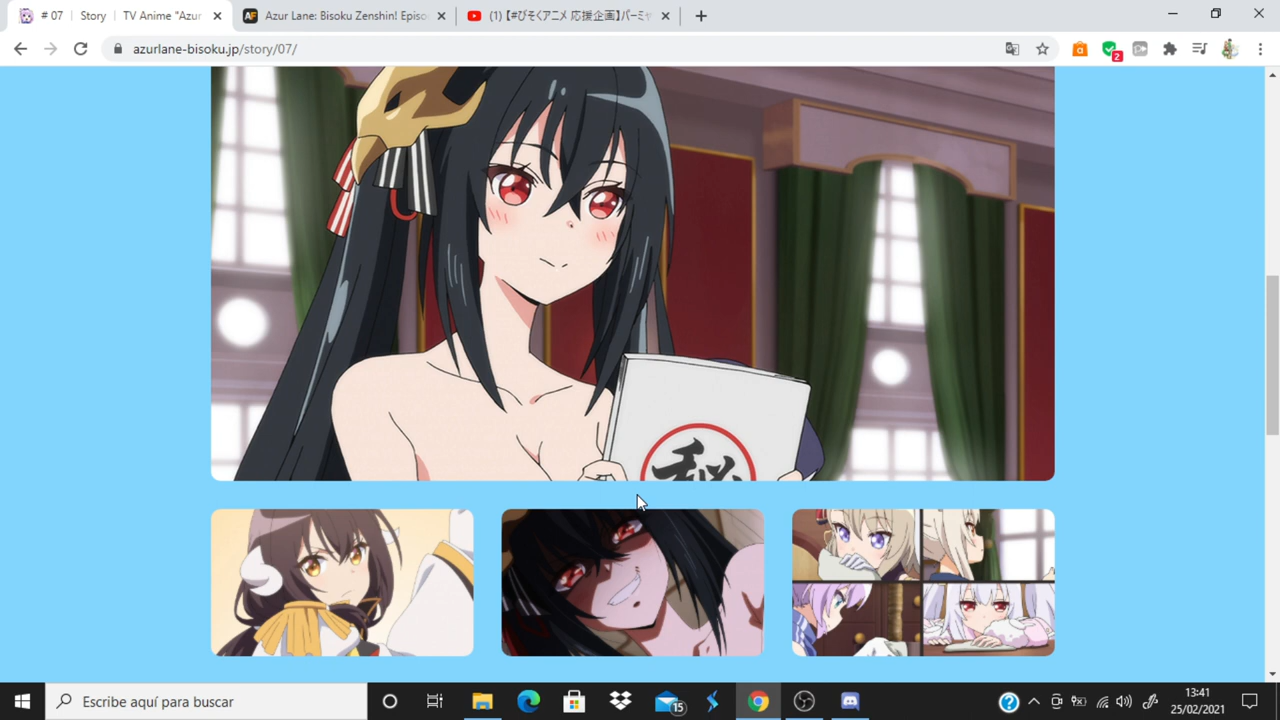 # 07 | Story | TV Anime "Azur
Azur Lane: Bisoku Zenshin! Episo
(1) 【#びそくアニメ 応援企画】パーミ
azurlane-bisoku.jp/story/07/
2
秘
Escribe aquí para buscar
15
13:41
25/02/2021